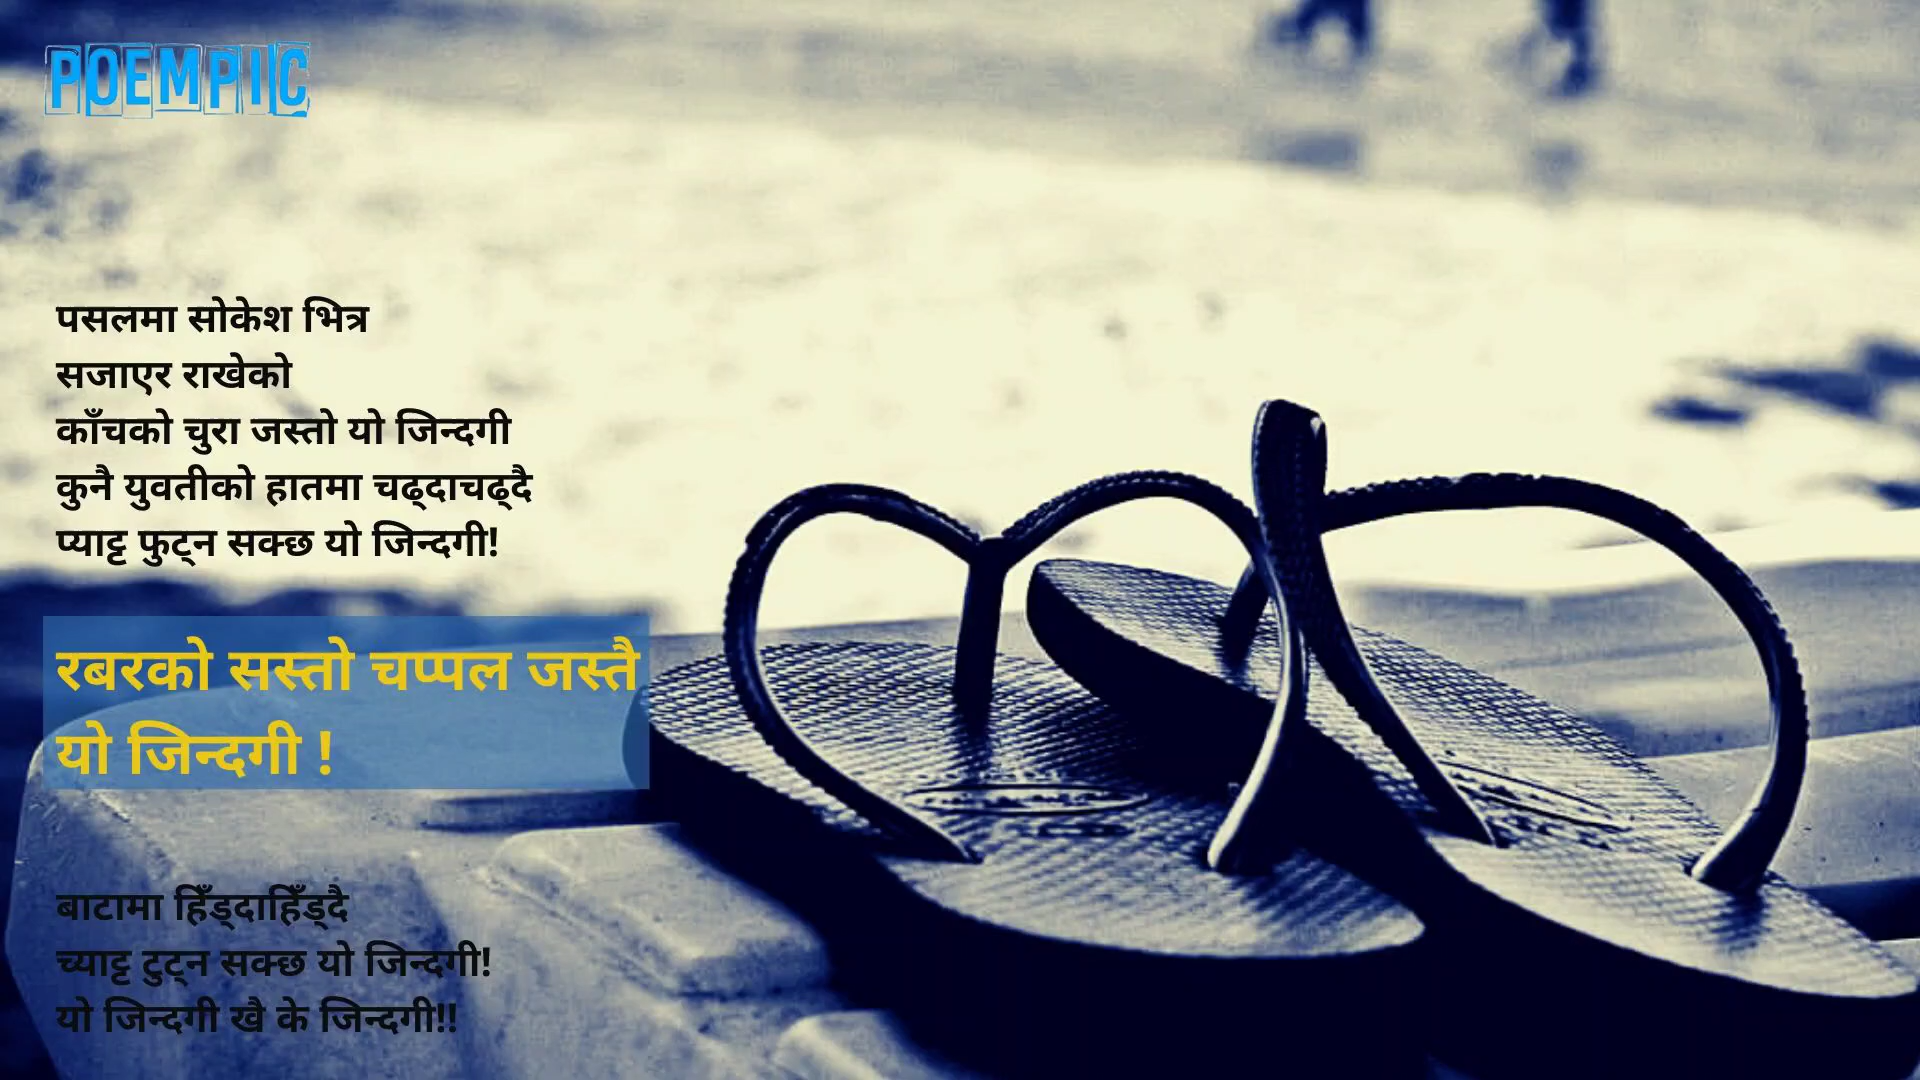 POEMPIIC
पसलमा सोकेश भित्र
सजाएर राखेको
काँचको चुरा जस्तो यो जिन्दगी
कुनै युवतीको हातमा चढ्दाचढ्दै
प्याट्ट फुट्न सक्छ यो जिन्दगी!
रबरको सस्तो चप्पल जस्तै
यो जिन्दगी !
बाटामा हिँड्दाहिँड्दै
च्याट्ट टुट्न सक्छ यो जिन्दगी!
यो जिन्दगी खै के जिन्दगी!!